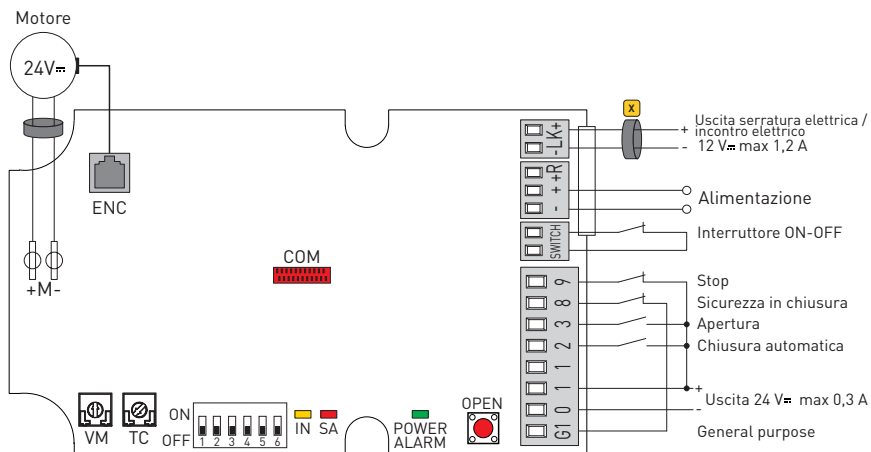 Motore
24V⎓
ENC
+M-
COM
VM
TC
ON
OFF
1 2 3 4 5 6
IN
SA
POWER
ALARM
OPEN
x
-LK+
- + +R
SWITCH
9
8
3
2
1
1
0
G1
+ Uscita serratura elettrica /
incontro elettrico
- 12 V⎓ max 1,2 A
Alimentazione
Interruttore ON-OFF
Stop
Sicurezza in chiusura
Apertura
Chiusura automatica
+
Uscita 24 V⎓ max 0,3 A
-
General purpose